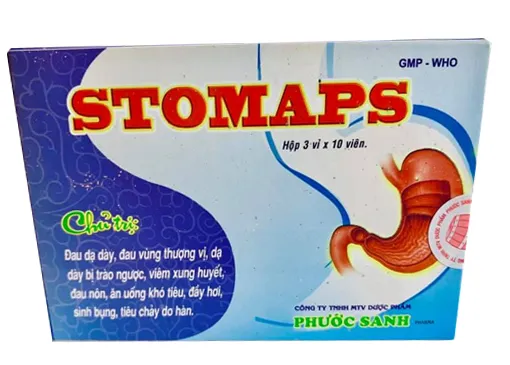 GMP - WHO
STOMAPS
Hộp 3 vỉ x 10 viên.
Chủ trị:
Đau dạ dày, đau vùng thượng vị, dạ
dày bị trào ngược, viêm xung huyết,
đau nôn, ăn uống khó tiêu, đầy hơi,
sinh bụng, tiêu chảy do hàn.
CÔNG TY TNHH MTV DƯỢC PHẨM
PHƯỚC SANH